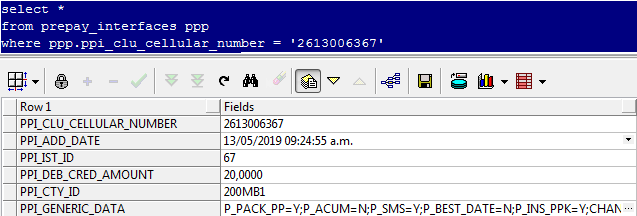 select *
from prepay_interfaces ppp
where ppp.ppi_clu_cellular_number = '2613006367'
Row 1 Fields
PPI_CLU_CELLULAR_NUMBER 2613006367
PPI_ADD_DATE 13/05/2019 09:24:55 a.m.
PPI_IST_ID 67
PPI_DEB_CRED_AMOUNT 20,0000
PPI_CTY_ID 200MB1
PPI_GENERIC_DATA P_PACK_PP=Y;P_ACUM=N;P_SMS=Y;P_BEST_DATE=N;P_INS_PPK=Y;CHAN ...